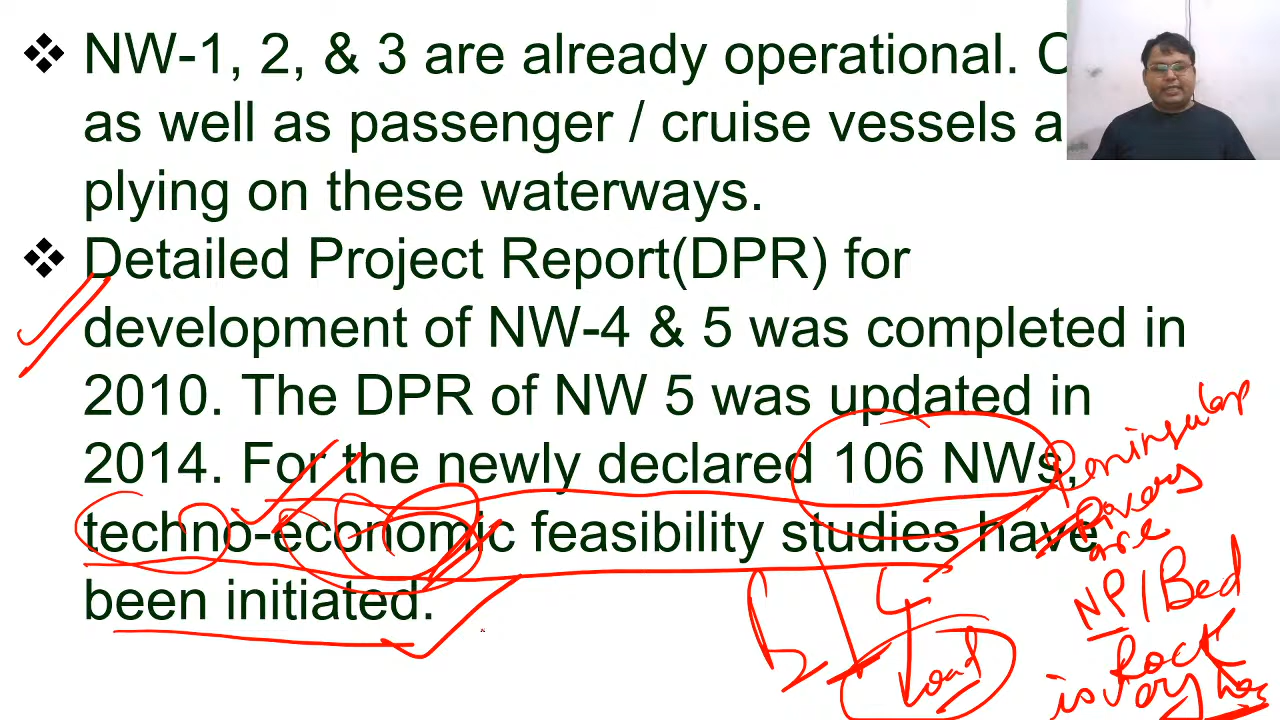 ❖ NW-1, 2, & 3 are already operational. C
as well as passenger / cruise vessels a
plying on these waterways.
❖ Detailed Project Report(DPR) for
development of NW-4 & 5 was completed in
2010. The DPR of NW 5 was updated in
2014. For the newly declared 106 NWs,
techno-economic feasibility studies have
been initiated.
Peninsular
Rivers
are
NP/Bed
Rock
is very
Load